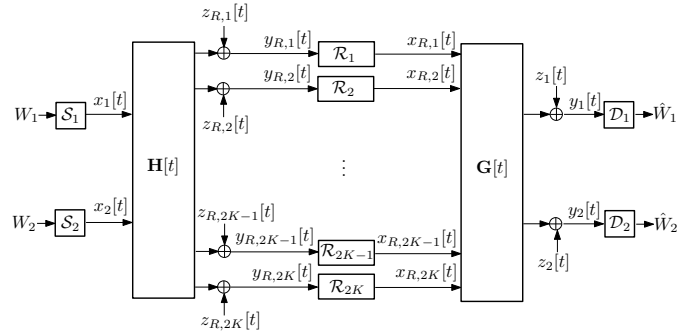 z_{R,1}[t]
y_{R,1}[t] R_1 x_{R,1}[t]
y_{R,2}[t] R_2 x_{R,2}[t]
z_{R,2}[t]
z_1[t]
W_1 S_1 x_1[t]
y_1[t] D_1 Ŵ_1
H[t]
⋮
G[t]
W_2 S_2 x_2[t]
z_{R,2K−1}[t]
y_2[t] D_2 Ŵ_2
y_{R,2K−1}[t] R_{2K−1} x_{R,2K−1}[t]
z_2[t]
y_{R,2K}[t] R_{2K} x_{R,2K}[t]
z_{R,2K}[t]